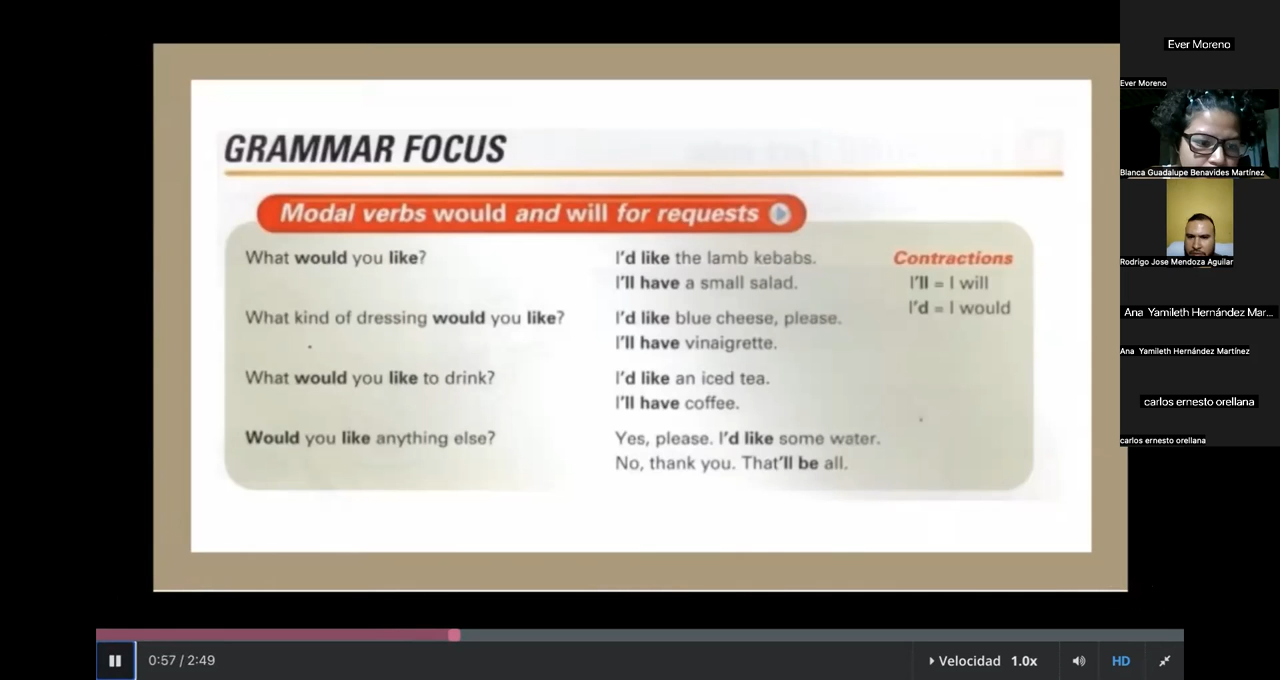 GRAMMAR FOCUS
Modal verbs would and will for requests
What would you like?
I'd like the lamb kebabs.
I'll have a small salad.
What kind of dressing would you like?
I'd like blue cheese, please.
I'll have vinaigrette.
What would you like to drink?
I'd like an iced tea.
I'll have coffee.
Would you like anything else?
Yes, please. I'd like some water.
No, thank you. That'll be all.
Contractions
I'll = I will
I'd = I would
Ever Moreno
Ever Moreno
Blanca Guadalupe Benavides Martínez
Rodrigo Jose Mendoza Aguilar
Ana Yamileth Hernández Mar...
Ana Yamileth Hernández Martínez
carlos ernesto orellana
carlos ernesto orellana
0:57 / 2:49
Velocidad 1.0x
HD